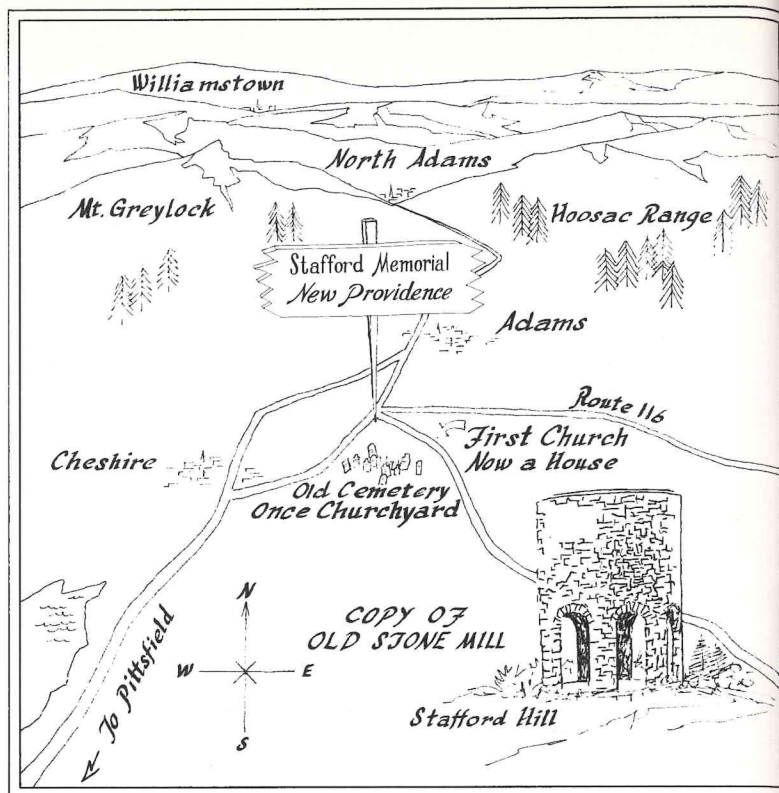 Williamstown
North Adams
Mt. Greylock
Hoosac Range
Stafford Memorial
New Providence
Adams
Route 116
First Church
Now a House
Cheshire
Old Cemetery
Once Churchyard
N
W E
S
COPY OF
OLD STONE MILL
To Pittsfield
Stafford Hill